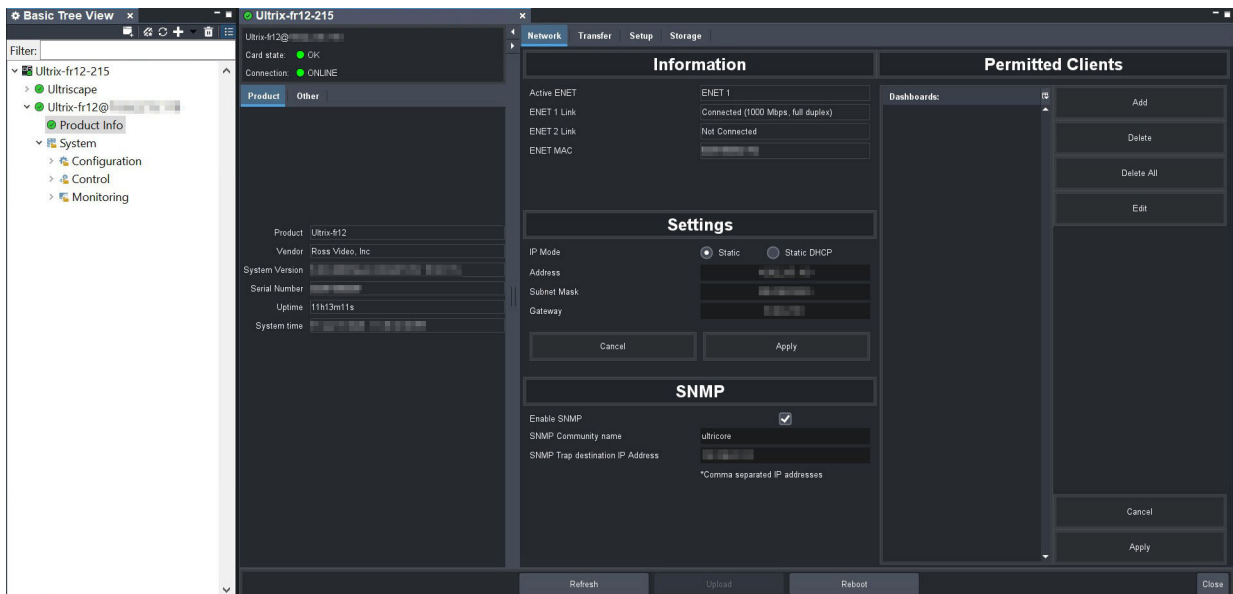 Basic Tree View
Filter:
Ultrix-fr12-215
Ultriscape
Ultrix-fr12@
Product Info
System
Configuration
Control
Monitoring
Ultrix-fr12-215
Ultrix-fr12@
Card state: OK
Connection: ONLINE
Product Other
Product Ultrix-fr12
Vendor Ross Video, Inc
System Version
Serial Number
Uptime 11h13m11s
System time
Network Transfer Setup Storage
Information
Active ENET ENET 1
ENET 1 Link Connected (1000 Mbps, full duplex)
ENET 2 Link Not Connected
ENET MAC
Settings
IP Mode Static Static DHCP
Address
Subnet Mask
Gateway
Cancel Apply
SNMP
Enable SNMP
SNMP Community name ultricore
SNMP Trap destination IP Address
*Comma separated IP addresses
Permitted Clients
Dashboards:
Add
Delete
Delete All
Edit
Cancel
Apply
Refresh Upload Reboot Close